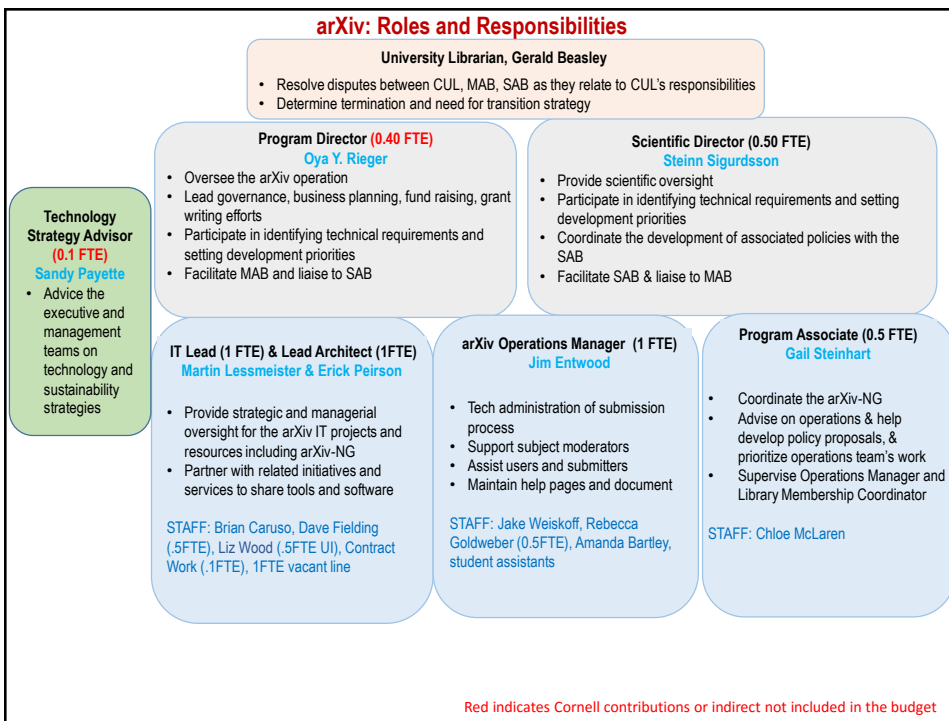 arXiv: Roles and Responsibilities
University Librarian, Gerald Beasley
• Resolve disputes between CUL, MAB, SAB as they relate to CUL's responsibilities
• Determine termination and need for transition strategy
Program Director (0.40 FTE)
Oya Y. Rieger
• Oversee the arXiv operation
• Lead governance, business planning, fund raising, grant
writing efforts
• Participate in identifying technical requirements and
setting development priorities
• Facilitate MAB and liaise to SAB
Scientific Director (0.50 FTE)
Steinn Sigurdsson
• Provide scientific oversight
• Participate in identifying technical requirements and setting
development priorities
• Coordinate the development of associated policies with the
SAB
• Facilitate SAB & liaise to MAB
Technology
Strategy Advisor
(0.1 FTE)
Sandy Payette
• Advice the
executive and
management
teams on
technology and
sustainability
strategies
IT Lead (1 FTE) & Lead Architect (1FTE)
Martin Lessmeister & Erick Peirson
• Provide strategic and managerial
oversight for the arXiv IT projects and
resources including arXiv-NG
• Partner with related initiatives and
services to share tools and software
STAFF: Brian Caruso, Dave Fielding
(.5FTE), Liz Wood (.5FTE UI), Contract
Work (.1FTE), 1FTE vacant line
arXiv Operations Manager (1 FTE)
Jim Entwood
• Tech administration of submission
process
• Support subject moderators
• Assist users and submitters
• Maintain help pages and document
STAFF: Jake Weiskoff, Rebecca
Goldweber (0.5FTE), Amanda Bartley,
student assistants
Program Associate (0.5 FTE)
Gail Steinhart
• Coordinate the arXiv-NG
• Advise on operations & help
develop policy proposals, &
prioritize operations team's work
• Supervise Operations Manager and
Library Membership Coordinator
STAFF: Chloe McLaren
Red indicates Cornell contributions or indirect not included in the budget